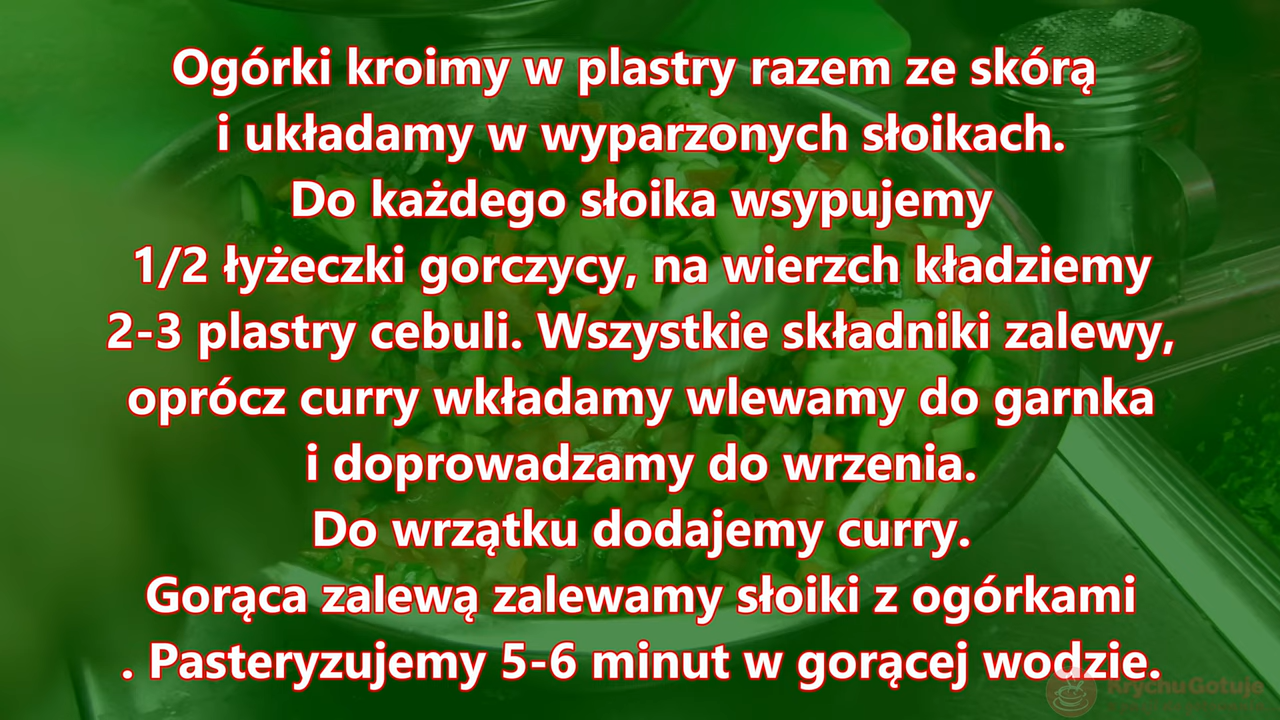 Ogórki kroimy w plastry razem ze skórą
i układamy w wyparzonych słoikach.
Do każdego słoika wsypujemy
1/2 łyżeczki gorczycy, na wierzch kładziemy
2-3 plastry cebuli. Wszystkie składniki zalewy,
oprócz curry wkładamy wlewamy do garnka
i doprowadzamy do wrzenia.
Do wrzątku dodajemy curry.
Gorąca zalewą zalewamy słoiki z ogórkami
. Pasteryzujemy 5-6 minut w gorącej wodzie.
KrychuGotuje